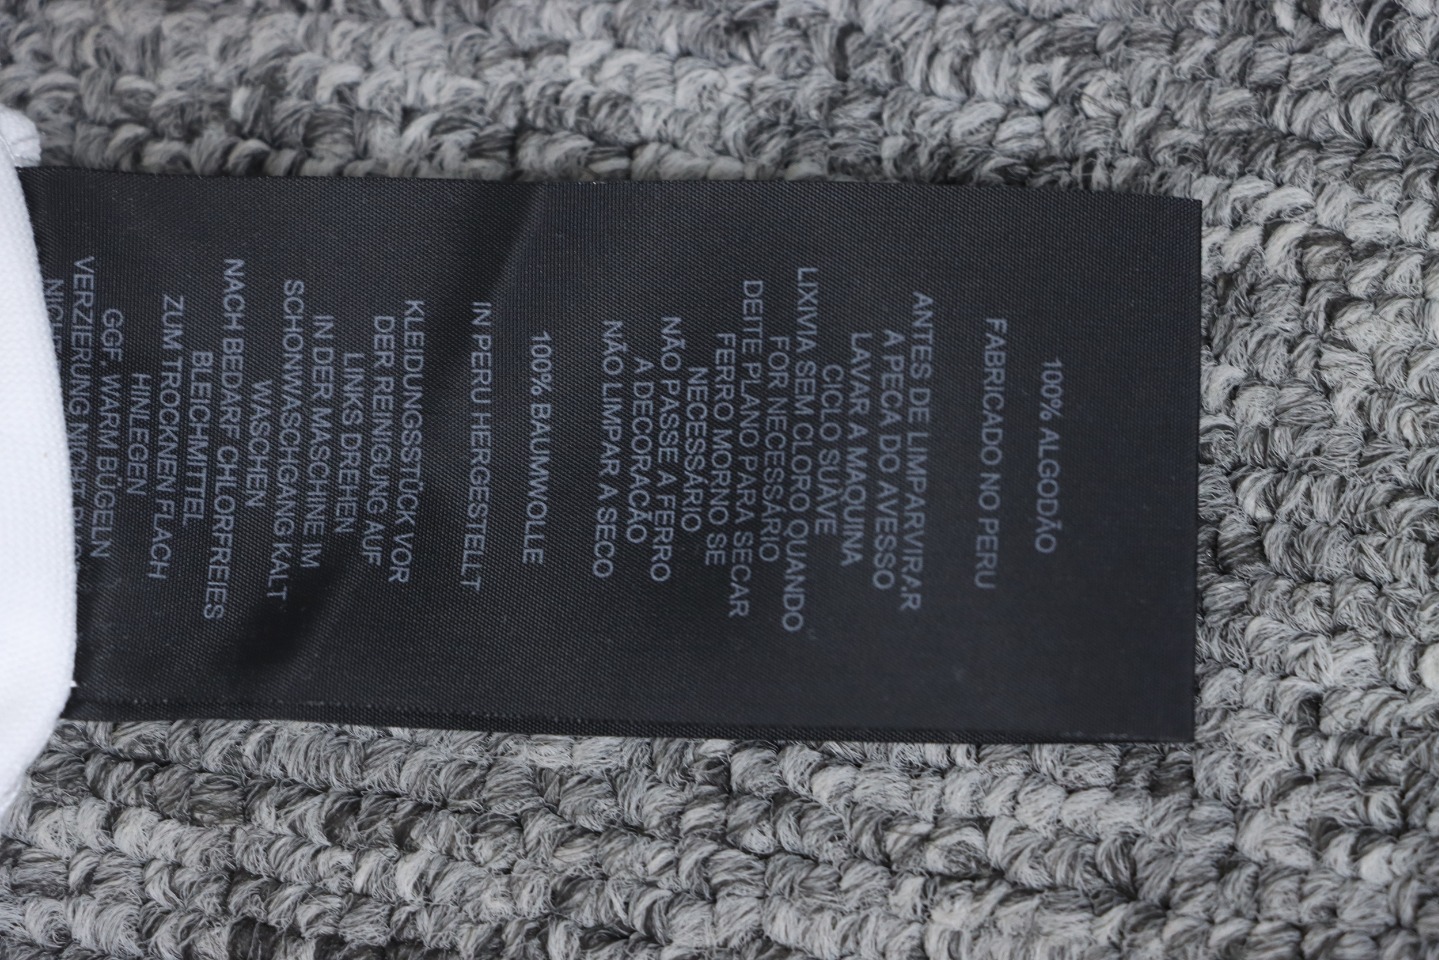 100% ALGODÃO
FABRICADO NO PERU
ANTES DE LIMPARVIRAR
A PECA DO AVESSO
LAVAR A MAQUINA
CICLO SUÁVE
LIXIVIA SEM CLORO QUANDO
FOR NECESSÁRIO
DEITE PLANO PARA SECAR
FERRO MORNO SE
NECESSÁRIO
NÃO PASSE A FERRO
A DECORAÇÃO
NÃO LIMPAR A SECO
100% BAUMWOLLE
IN PERU HERGESTELLT
KLEIDUNGSSTÜCK VOR
DER REINIGUNG AUF
LINKS DREHEN
IN DER MASCHINE IM
SCHONWASCHGANG KALT
WASCHEN
NACH BEDARF CHLORFREIES
BLEICHMITTEL
ZUM TROCKNEN FLACH
HINLEGEN
GGF. WARM BÜGELN
VERZIERUNG NICHT